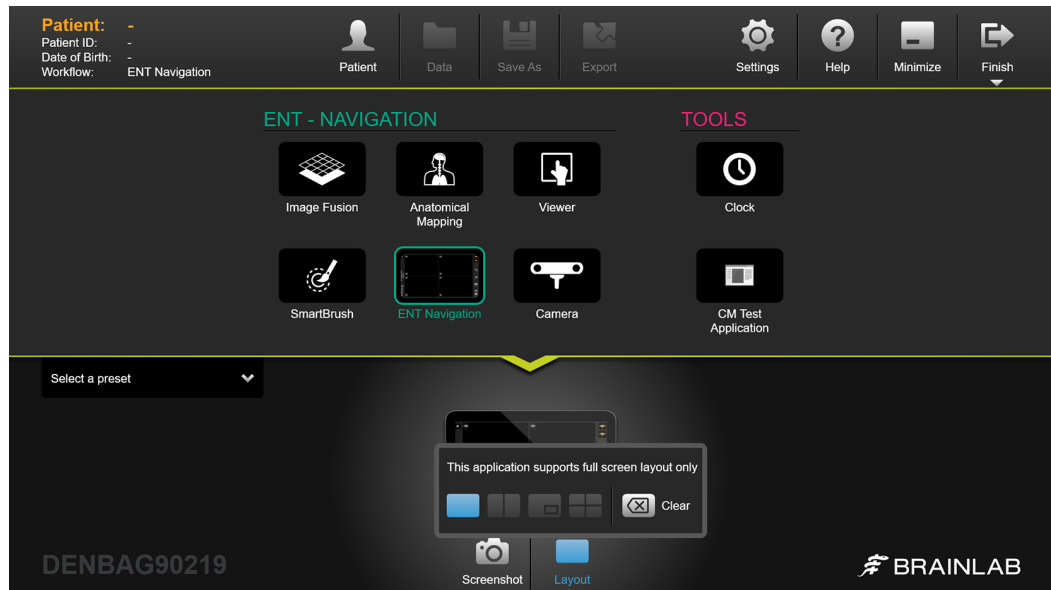 Patient: -
Patient ID: -
Date of Birth: -
Workflow: ENT Navigation
Patient
Data
Save As
Export
Settings
Help
Minimize
Finish
ENT - NAVIGATION
TOOLS
Image Fusion
Anatomical
Mapping
Viewer
Clock
SmartBrush
ENT Navigation
Camera
CM Test
Application
Select a preset
This application supports full screen layout only
Clear
DENBAG90219
Screenshot
Layout
BRAINLAB